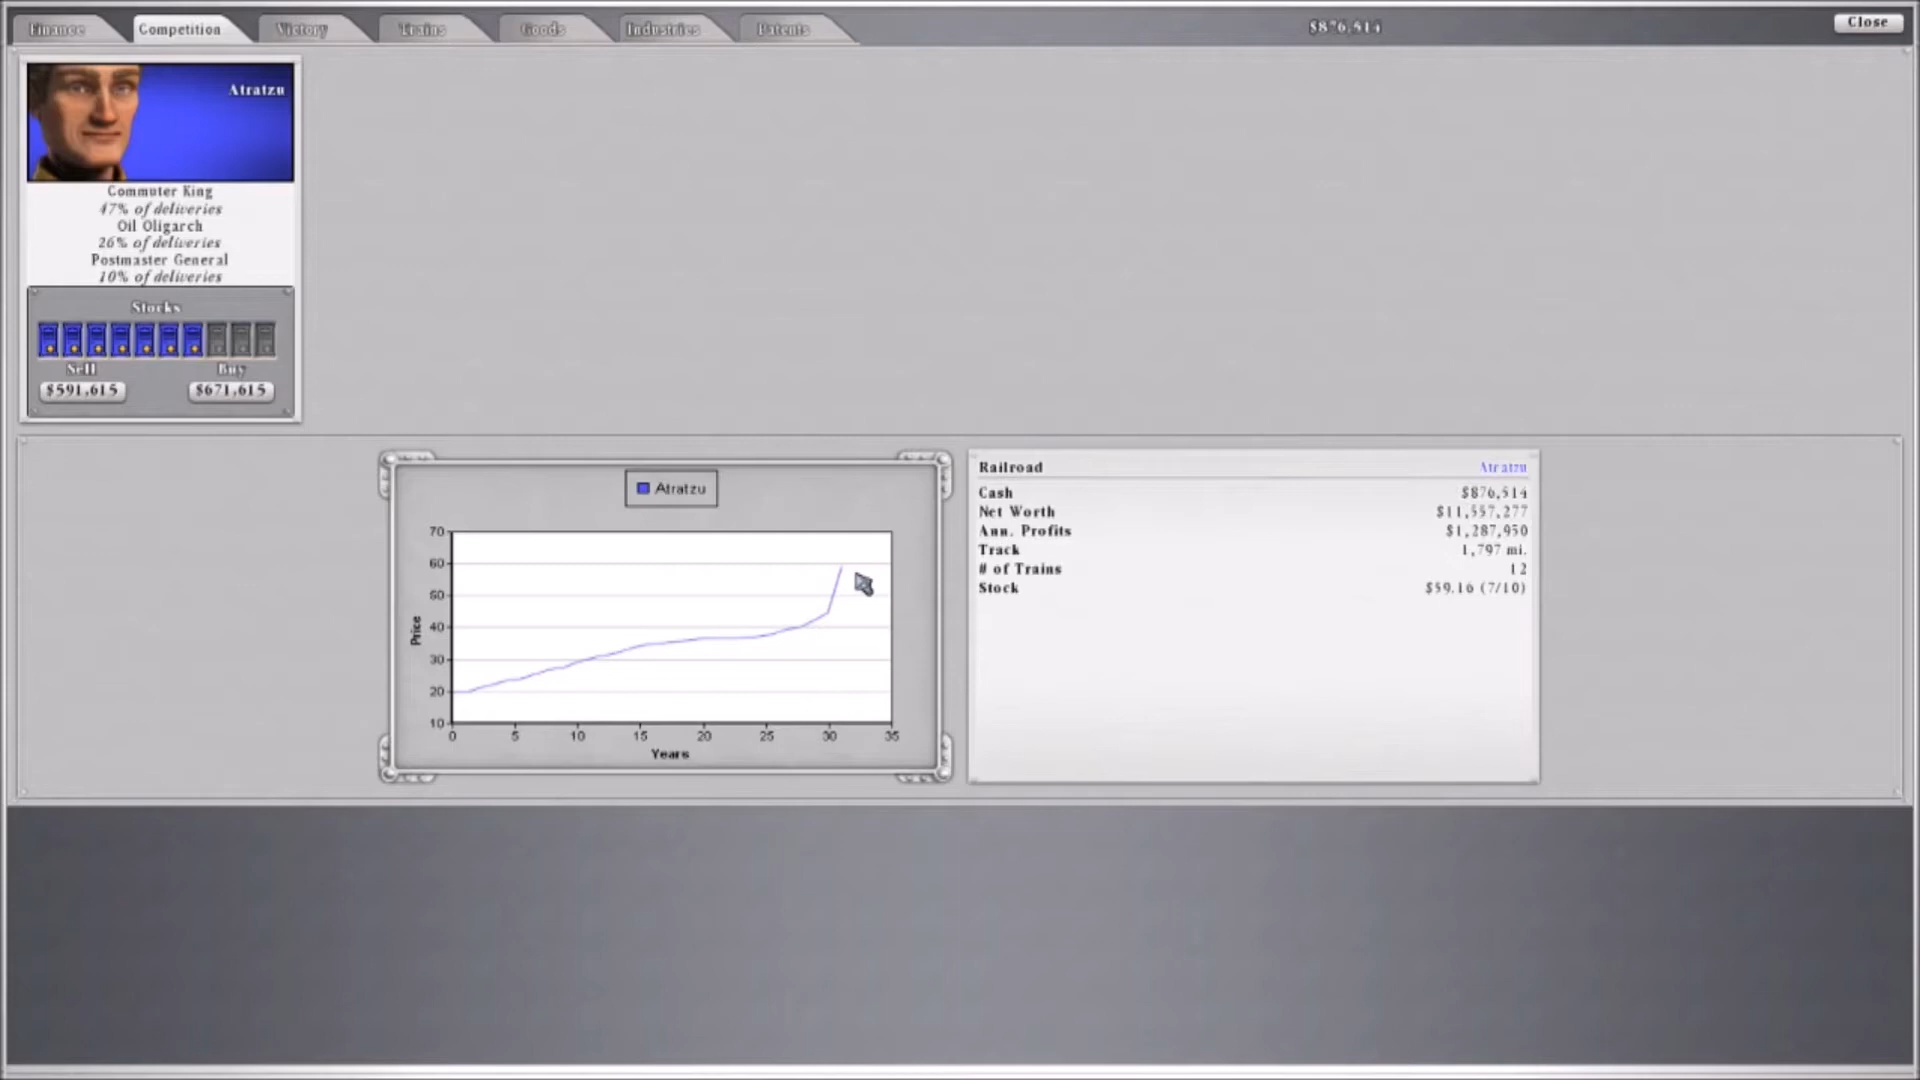 Finance Competition Victory Trains Goods Industries Patents $876,514 Close
Atratzu
Commuter King
47% of deliveries
Oil Oligarch
26% of deliveries
Postmaster General
10% of deliveries
Stocks
Sell Buy
$591,615 $671,615
Atratzu
70
60
50
40
30
20
10
Price
0 5 10 15 20 25 30 35
Years
Railroad Atratzu
Cash $876,514
Net Worth $11,557,277
Ann. Profits $1,287,950
Track 1,797 mi.
# of Trains 12
Stock $59.16 (7/10)